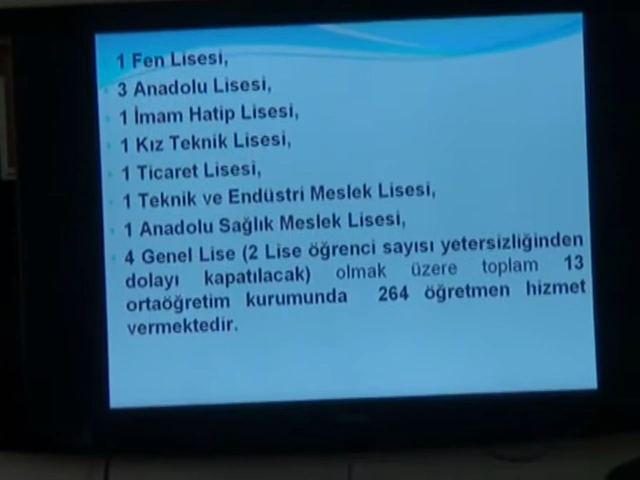 1 Fen Lisesi,
3 Anadolu Lisesi,
1 İmam Hatip Lisesi,
1 Kız Teknik Lisesi,
1 Ticaret Lisesi,
1 Teknik ve Endüstri Meslek Lisesi,
1 Anadolu Sağlık Meslek Lisesi,
4 Genel Lise (2 Lise öğrenci sayısı yetersizliğinden
dolayı kapatılacak) olmak üzere toplam 13
ortaöğretim kurumunda 264 öğretmen hizmet
vermektedir.